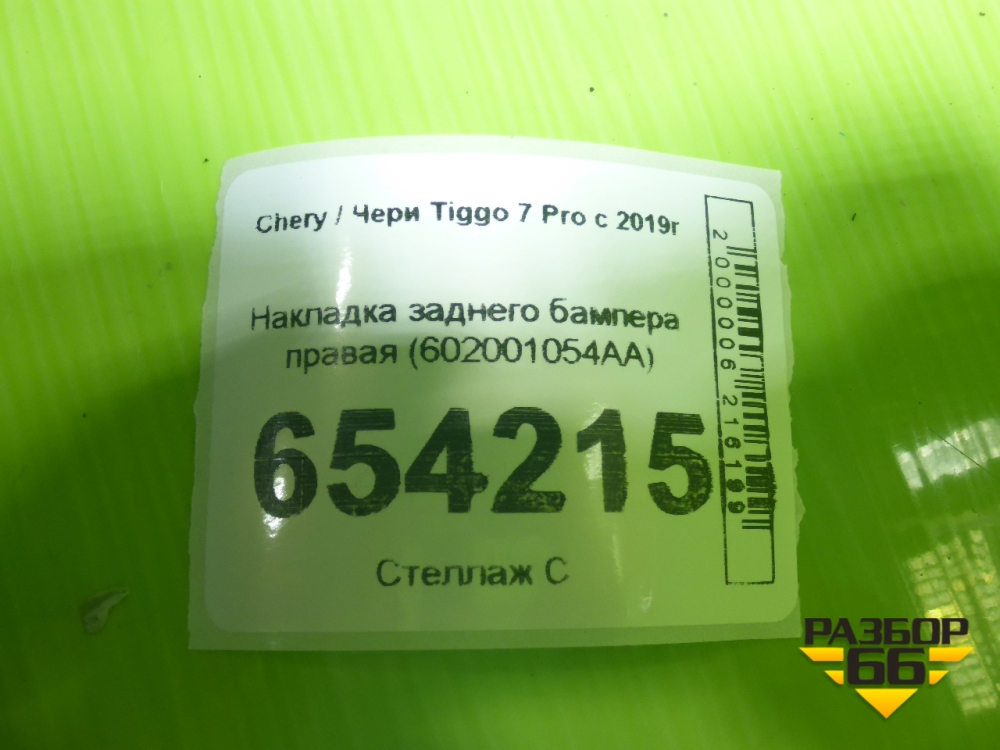 Chery / Чери Tiggo 7 Pro с 2019г
Накладка заднего бампера
правая (602001054AA)
654215
Стеллаж С
2000006216199
РАЗБОР
66